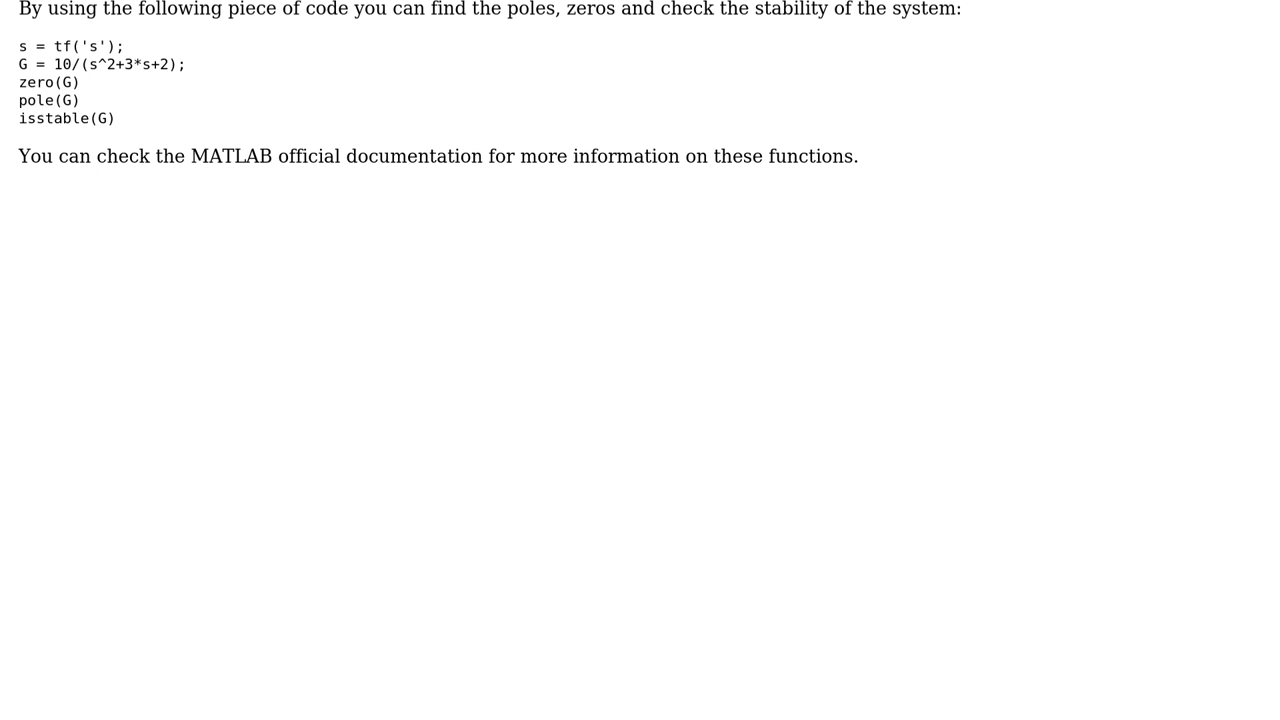 By using the following piece of code you can find the poles, zeros and check the stability of the system:
s = tf('s');
G = 10/(s^2+3*s+2);
zero(G)
pole(G)
isstable(G)
You can check the MATLAB official documentation for more information on these functions.